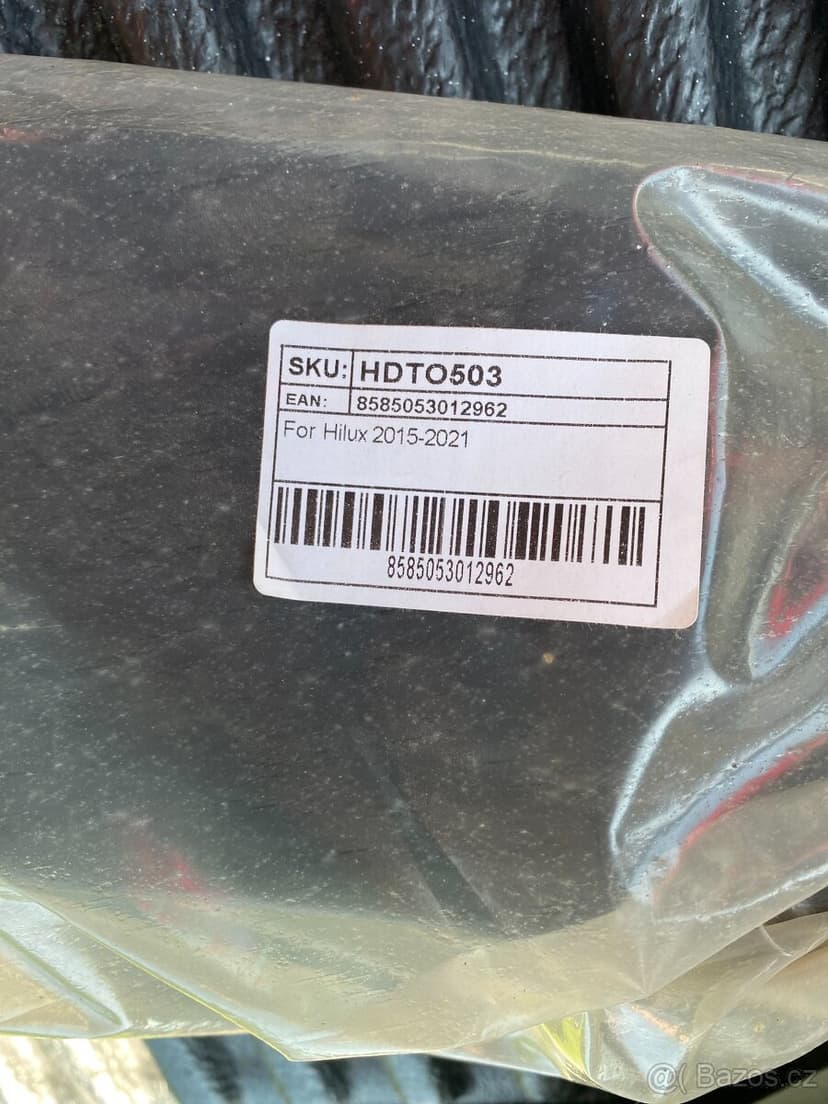 SKU: HDTO503
EAN: 8585053012962
For Hilux 2015-2021
8585053012962
@( Bazos.cz